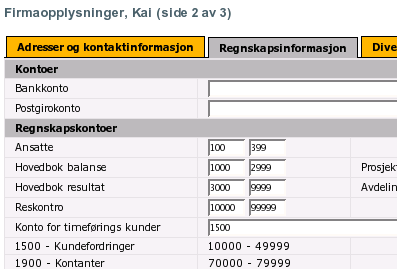 Firmaopplysninger, Kai (side 2 av 3)
Adresser og kontaktinformasjon Regnskapsinformasjon Dive
Kontoer
Bankkonto
Postgirokonto
Regnskapskontoer
Ansatte 100 399
Hovedbok balanse 1000 2999 Prosjekt
Hovedbok resultat 3000 9999 Avdelin
Reskontro 10000 99999
Konto for timeførings kunder 1500
1500 - Kundefordringer 10000 - 49999
1900 - Kontanter 70000 - 79999